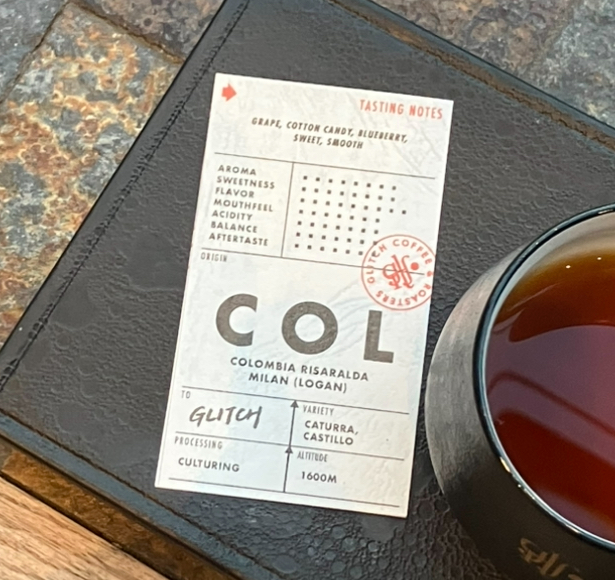 TASTING NOTES
GRAPE, COTTON CANDY, BLUEBERRY,
SWEET, SMOOTH
AROMA
SWEETNESS
FLAVOR
MOUTHFEEL
ACIDITY
BALANCE
AFTERTASTE
GLITCH COFFEE & ROASTERS
ORIGIN
COL
COLOMBIA RISARALDA
MILAN (LOGAN)
TO
GLITCH
VARIETY
CATURRA,
CASTILLO
PROCESSING
CULTURING
ALTITUDE
1600M